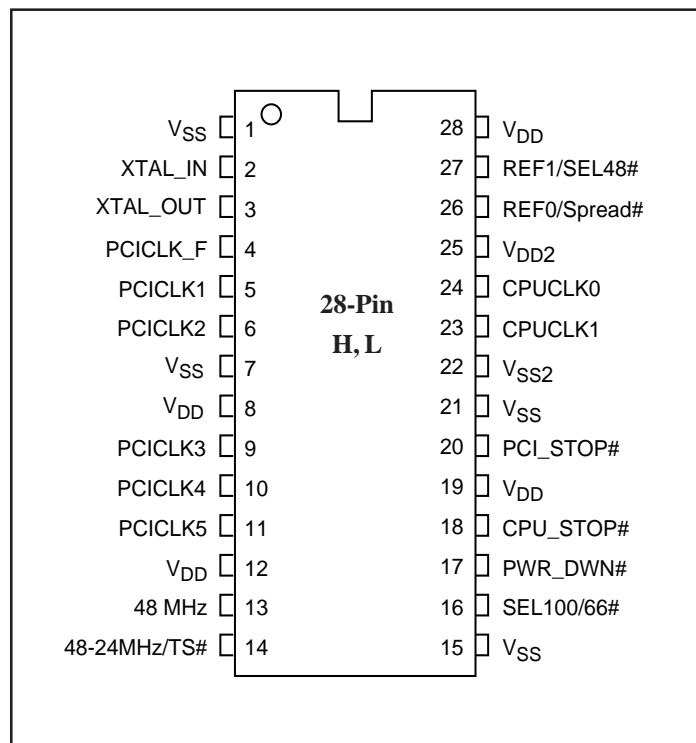 VSS 1 28 VDD
XTAL_IN 2 27 REF1/SEL48#
XTAL_OUT 3 26 REF0/Spread#
PCICLK_F 4 25 VDD2
PCICLK1 5 24 CPUCLK0
PCICLK2 6 28-Pin 23 CPUCLK1
H, L
VSS 7 22 VSS2
VDD 8 21 VSS
PCICLK3 9 20 PCI_STOP#
PCICLK4 10 19 VDD
PCICLK5 11 18 CPU_STOP#
VDD 12 17 PWR_DWN#
48 MHz 13 16 SEL100/66#
48-24MHz/TS# 14 15 VSS